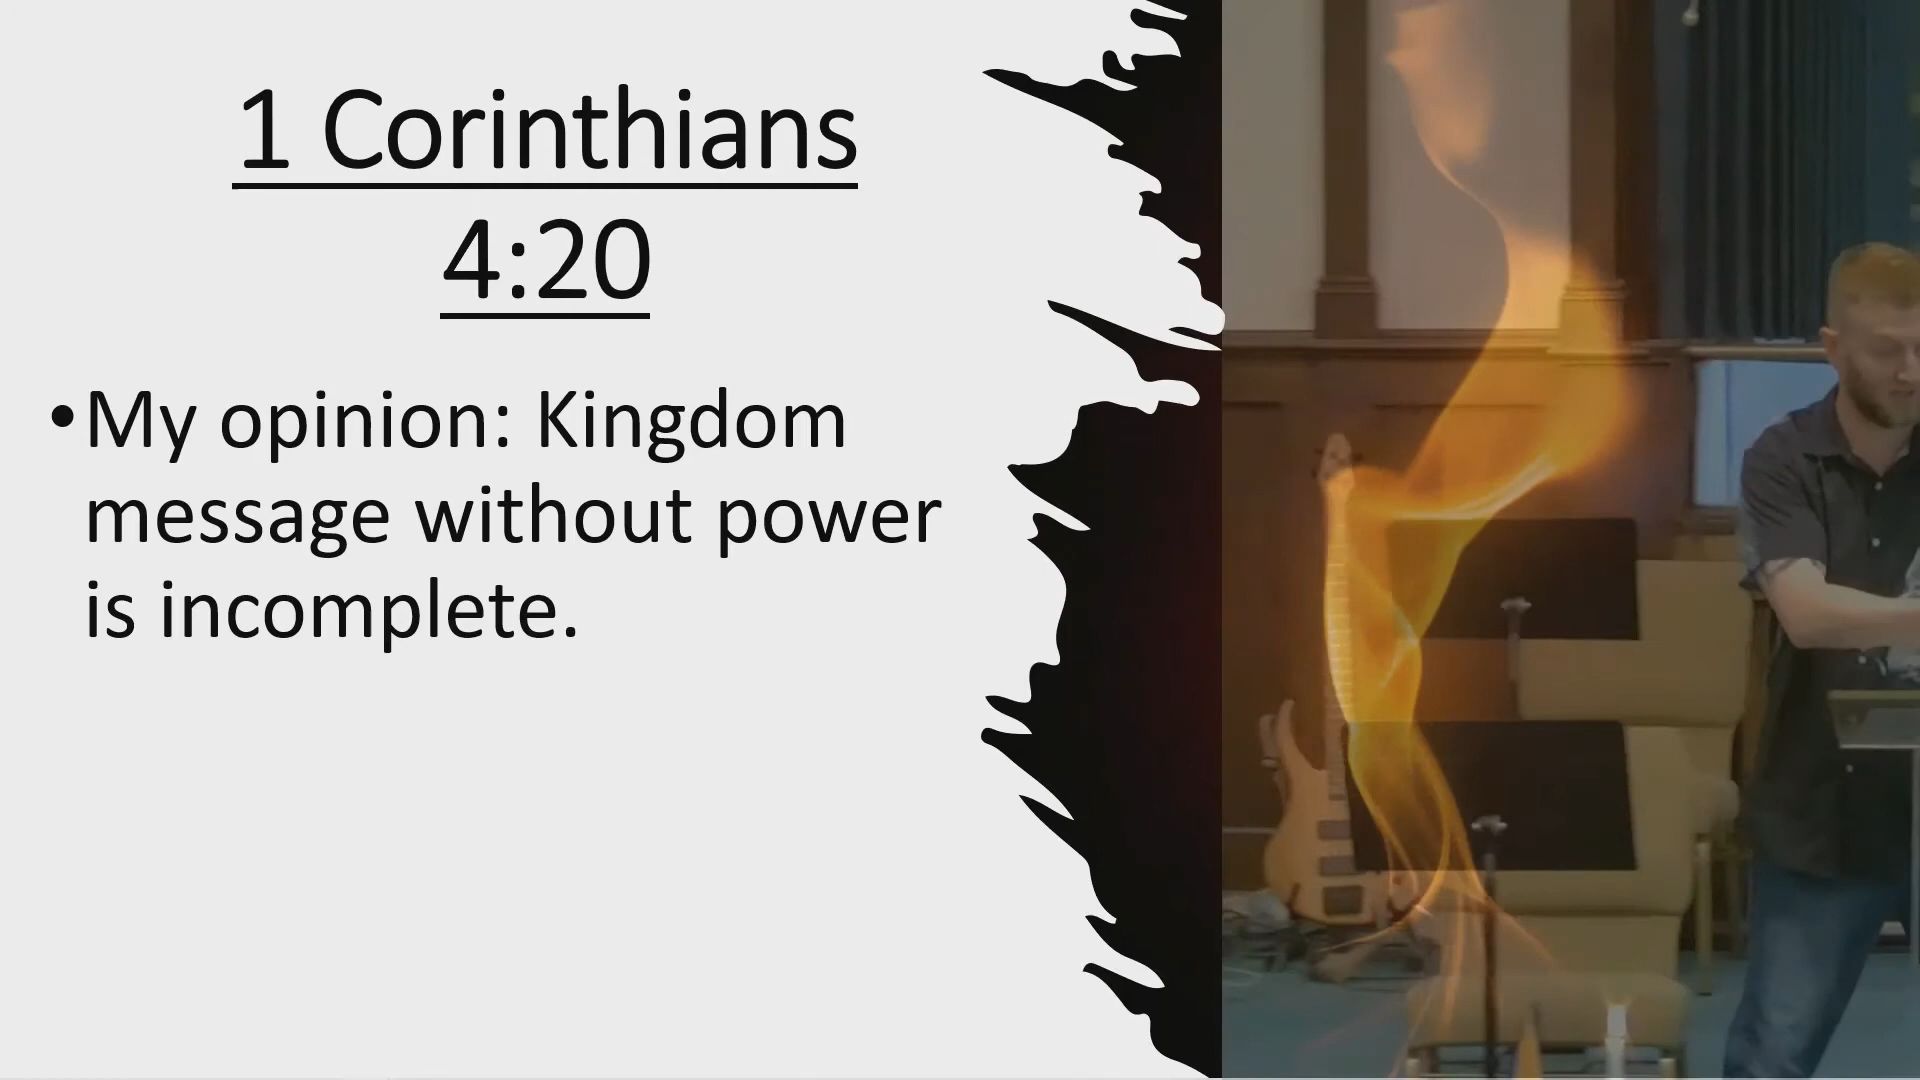 1 Corinthians
4:20
•My opinion: Kingdom
message without power
is incomplete.